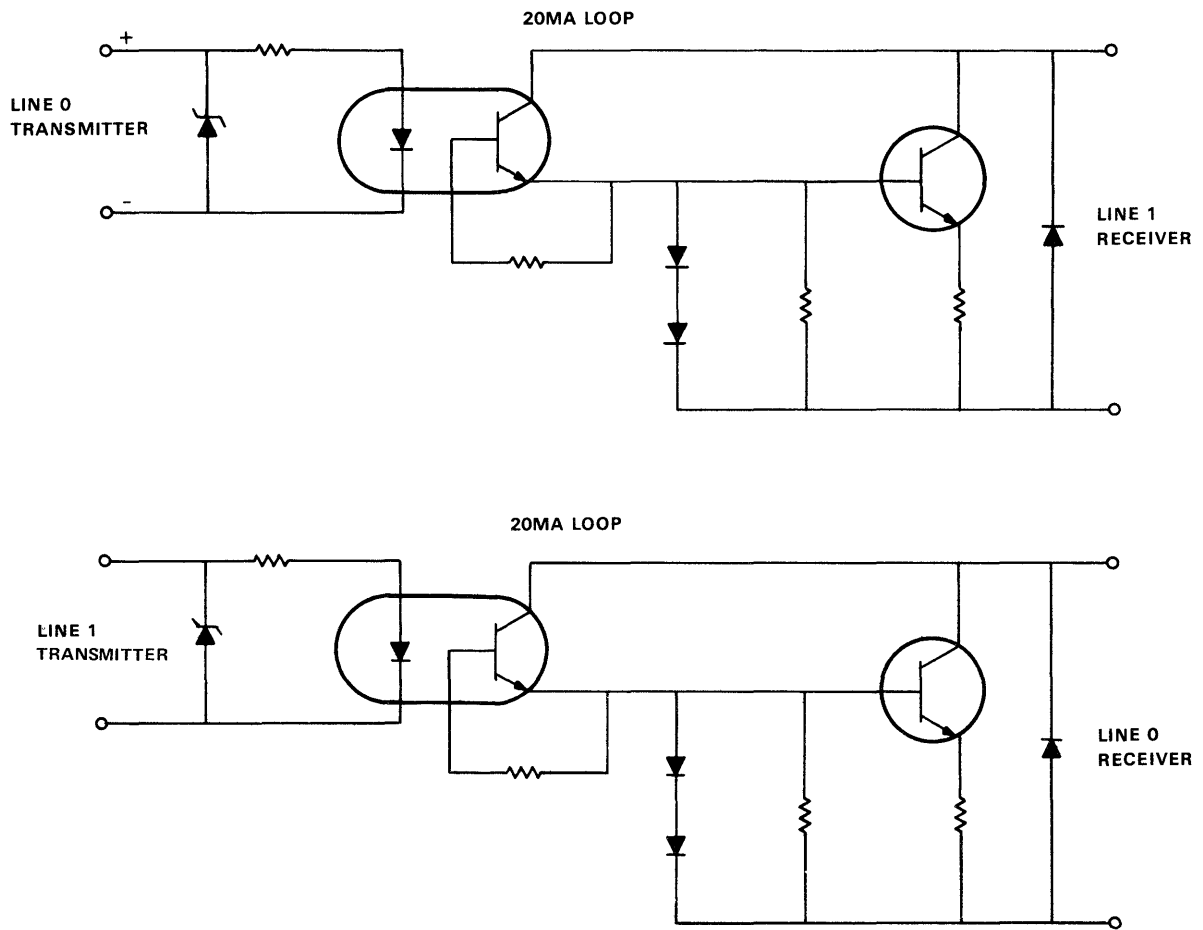 20MA LOOP
+
LINE 0
TRANSMITTER
-
LINE 1
RECEIVER
20MA LOOP
LINE 1
TRANSMITTER
LINE 0
RECEIVER